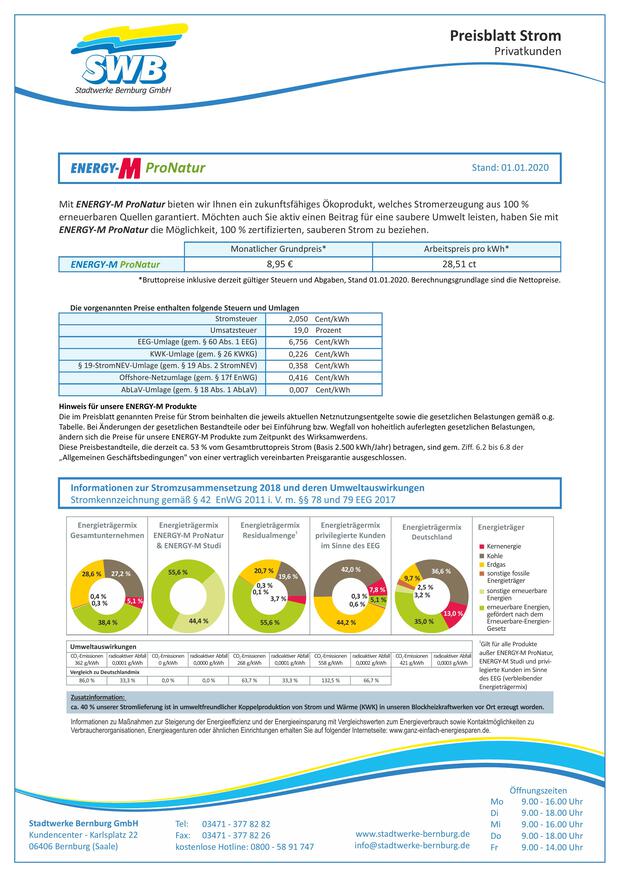 Preisblatt Strom
Privatkunden
SWB
Stadtwerke Bernburg GmbH
ENERGY-M ProNatur
Stand: 01.01.2020
Mit ENERGY-M ProNatur bieten wir Ihnen ein zukunftsfähiges Ökoprodukt, welches Stromerzeugung aus 100 %
erneuerbaren Quellen garantiert. Möchten auch Sie aktiv einen Beitrag für eine saubere Umwelt leisten, haben Sie mit
ENERGY-M ProNatur die Möglichkeit, 100 % zertifizierten, sauberen Strom zu beziehen.
Monatlicher Grundpreis* Arbeitspreis pro kWh*
ENERGY-M ProNatur 8,95 € 28,51 ct
*Bruttopreise inklusive derzeit gültiger Steuern und Abgaben, Stand 01.01.2020. Berechnungsgrundlage sind die Nettopreise.
Die vorgenannten Preise enthalten folgende Steuern und Umlagen
Stromsteuer 2,050 Cent/kWh
Umsatzsteuer 19,0 Prozent
EEG-Umlage (gem. § 60 Abs. 1 EEG) 6,756 Cent/kWh
KWK-Umlage (gem. § 26 KWKG) 0,226 Cent/kWh
§ 19-StromNEV-Umlage (gem. § 19 Abs. 2 StromNEV) 0,358 Cent/kWh
Offshore-Netzumlage (gem. § 17f EnWG) 0,416 Cent/kWh
AbLaV-Umlage (gem. § 18 Abs. 1 AbLaV) 0,007 Cent/kWh
Hinweis für unsere ENERGY-M Produkte
Die im Preisblatt genannten Preise für Strom beinhalten die jeweils aktuellen Netznutzungsentgelte sowie die gesetzlichen Belastungen gemäß o.g.
Tabelle. Bei Änderungen der gesetzlichen Bestandteile oder bei Einführung bzw. Wegfall von hoheitlich auferlegten gesetzlichen Belastungen,
ändern sich die Preise für unsere ENERGY-M Produkte zum Zeitpunkt des Wirksamwerdens.
Diese Preisbestandteile, die derzeit ca. 53 % vom Gesamtbruttopreis Strom (Basis 2.500 kWh/Jahr) betragen, sind gem. Ziff. 6.2 bis 6.8 der
„Allgemeinen Geschäftsbedingungen" von einer vertraglich vereinbarten Preisgarantie ausgeschlossen.
Informationen zur Stromzusammensetzung 2018 und deren Umweltauswirkungen
Stromkennzeichnung gemäß § 42 EnWG 2011 i. V. m. §§ 78 und 79 EEG 2017
Energieträgermix
Gesamtunternehmen
28,6 % 27,2 %
0,4 %
0,3 %
5,1 %
38,4 %
Energieträgermix
ENERGY-M ProNatur
& ENERGY-M Studi
55,6 %
44,4 %
Energieträgermix
Residualmenge¹
20,7 % 19,6 %
0,3 %
0,1 %
3,7 %
55,6 %
Energieträgermix
privilegierte Kunden
im Sinne des EEG
42,0 %
7,8 %
0,3 %
0,6 %
5,1 %
44,2 %
Energieträgermix
Deutschland
36,6 %
9,7 %
2,5 %
3,2 %
13,0 %
35,0 %
Energieträger
Kernenergie
Kohle
Erdgas
sonstige fossile
Energieträger
sonstige erneuerbare
Energien
erneuerbare Energien,
gefördert nach dem
Erneuerbare-Energien-
Gesetz
Umweltauswirkungen
CO₂-Emissionen radioaktiver Abfall CO₂-Emissionen radioaktiver Abfall CO₂-Emissionen radioaktiver Abfall CO₂-Emissionen radioaktiver Abfall CO₂-Emissionen radioaktiver Abfall
362 g/kWh 0,0001 g/kWh 0 g/kWh 0,0000 g/kWh 268 g/kWh 0,0001 g/kWh 558 g/kWh 0,0002 g/kWh 421 g/kWh 0,0003 g/kWh
Vergleich zu Deutschlandmix
86,0 % 33,3 % 0,0 % 0,0 % 63,7 % 33,3 % 132,5 % 66,7 %
¹Gilt für alle Produkte
außer ENERGY-M ProNatur,
ENERGY-M Studi und privi-
legierte Kunden im Sinne
des EEG (verbleibender
Energieträgermix)
Zusatzinformation:
ca. 40 % unserer Stromlieferung ist in umweltfreundlicher Koppelproduktion von Strom und Wärme (KWK) in unseren Blockheizkraftwerken vor Ort erzeugt worden.
Informationen zu Maßnahmen zur Steigerung der Energieeffizienz und der Energieeinsparung mit Vergleichswerten zum Energieverbrauch sowie Kontaktmöglichkeiten zu
Verbraucherorganisationen, Energieagenturen oder ähnlichen Einrichtungen erhalten Sie auf folgender Internetseite: www.ganz-einfach-energiesparen.de.
Stadtwerke Bernburg GmbH
Kundencenter - Karlsplatz 22
06406 Bernburg (Saale)
Tel: 03471 - 377 82 82
Fax: 03471 - 377 82 26
kostenlose Hotline: 0800 - 58 91 747
www.stadtwerke-bernburg.de
info@stadtwerke-bernburg.de
Öffnungszeiten
Mo 9.00 - 16.00 Uhr
Di 9.00 - 18.00 Uhr
Mi 9.00 - 16.00 Uhr
Do 9.00 - 18.00 Uhr
Fr 9.00 - 14.00 Uhr